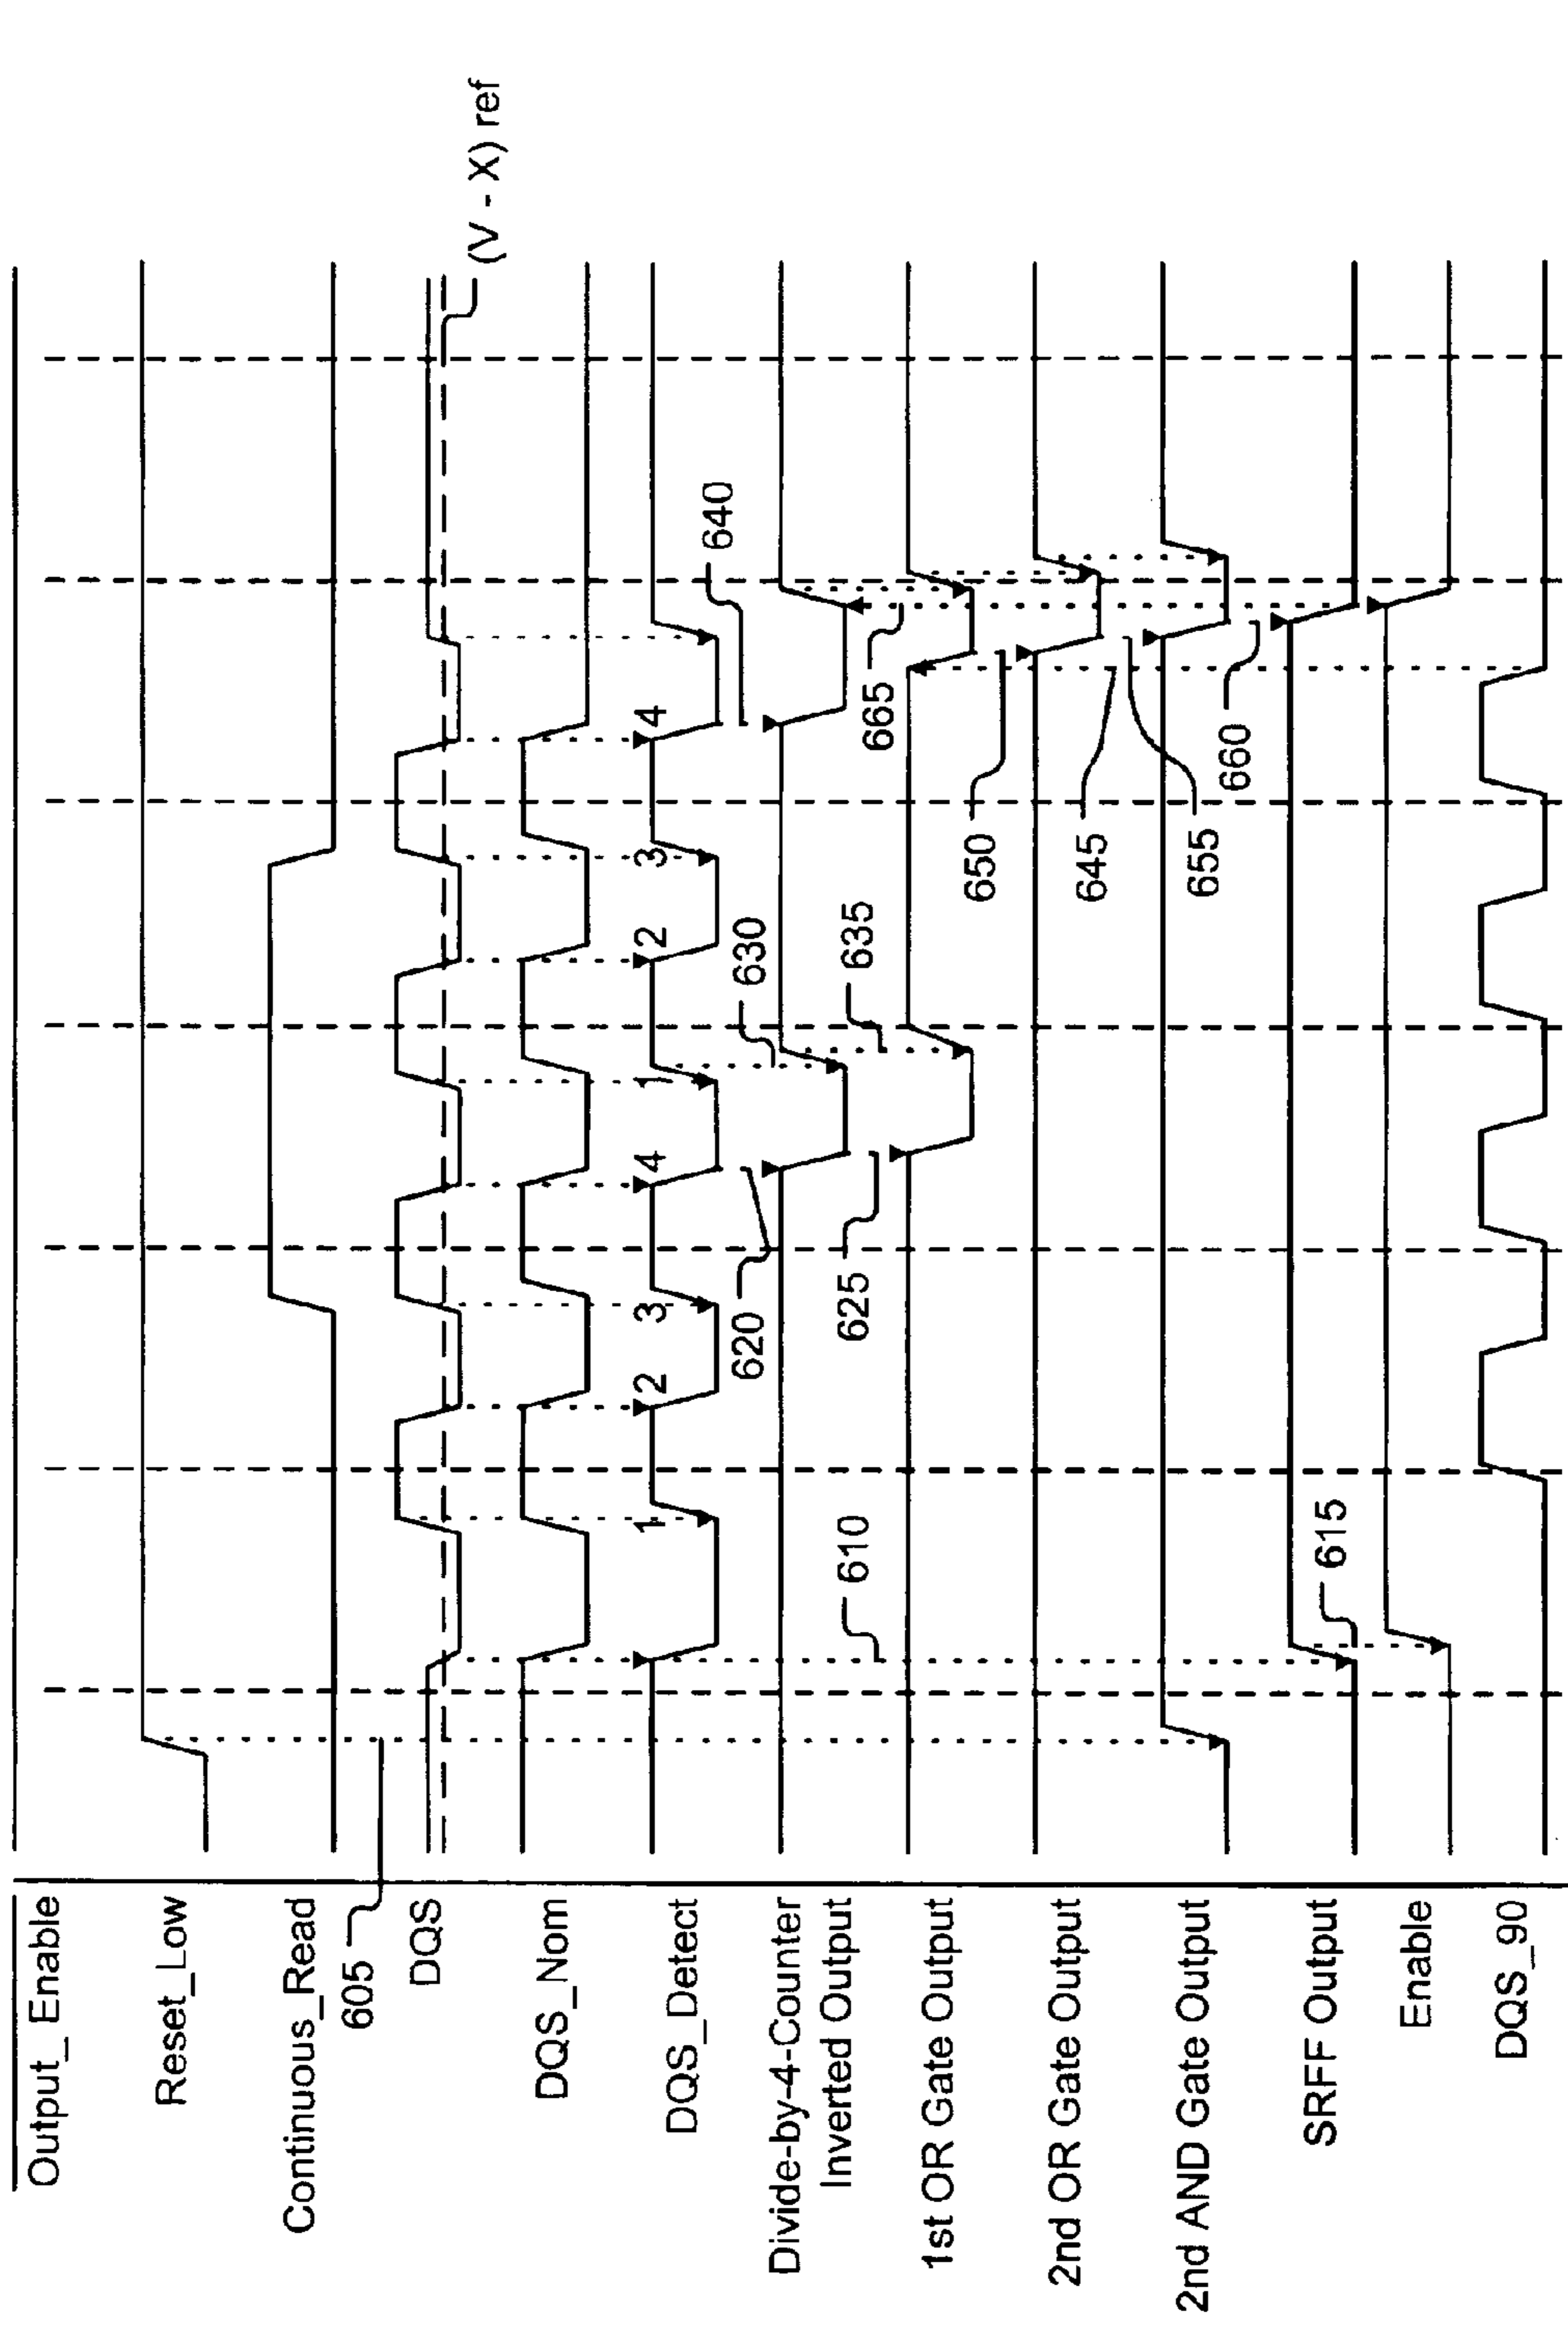 Output_ Enable
Reset_Low
Continuous_Read
605
DQS
(V - X) ref
DQS_Nom
DQS_Detect
1
2
3
4
1
2
3
4
640
Divide-by-4-Counter
Inverted Output
620
630
610
625
635
665
1st OR Gate Output
650
2nd OR Gate Output
645
2nd AND Gate Output
655
660
SRFF Output
615
Enable
DQS_90